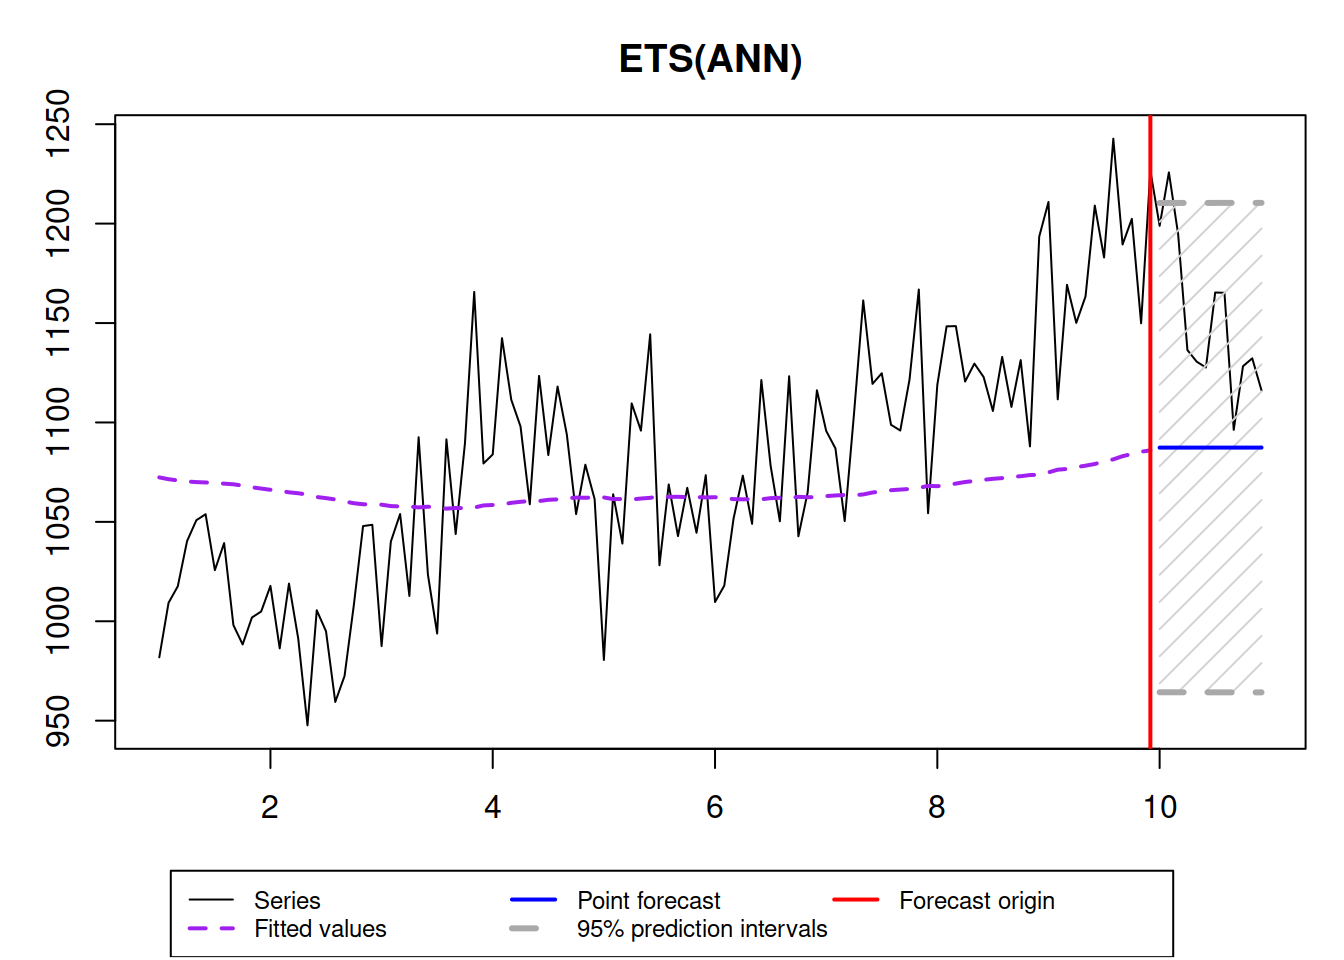 ETS(ANN)
1250
1200
1150
1100
1050
1000
950
2 4 6 8 10
Series Point forecast Forecast origin
Fitted values 95% prediction intervals